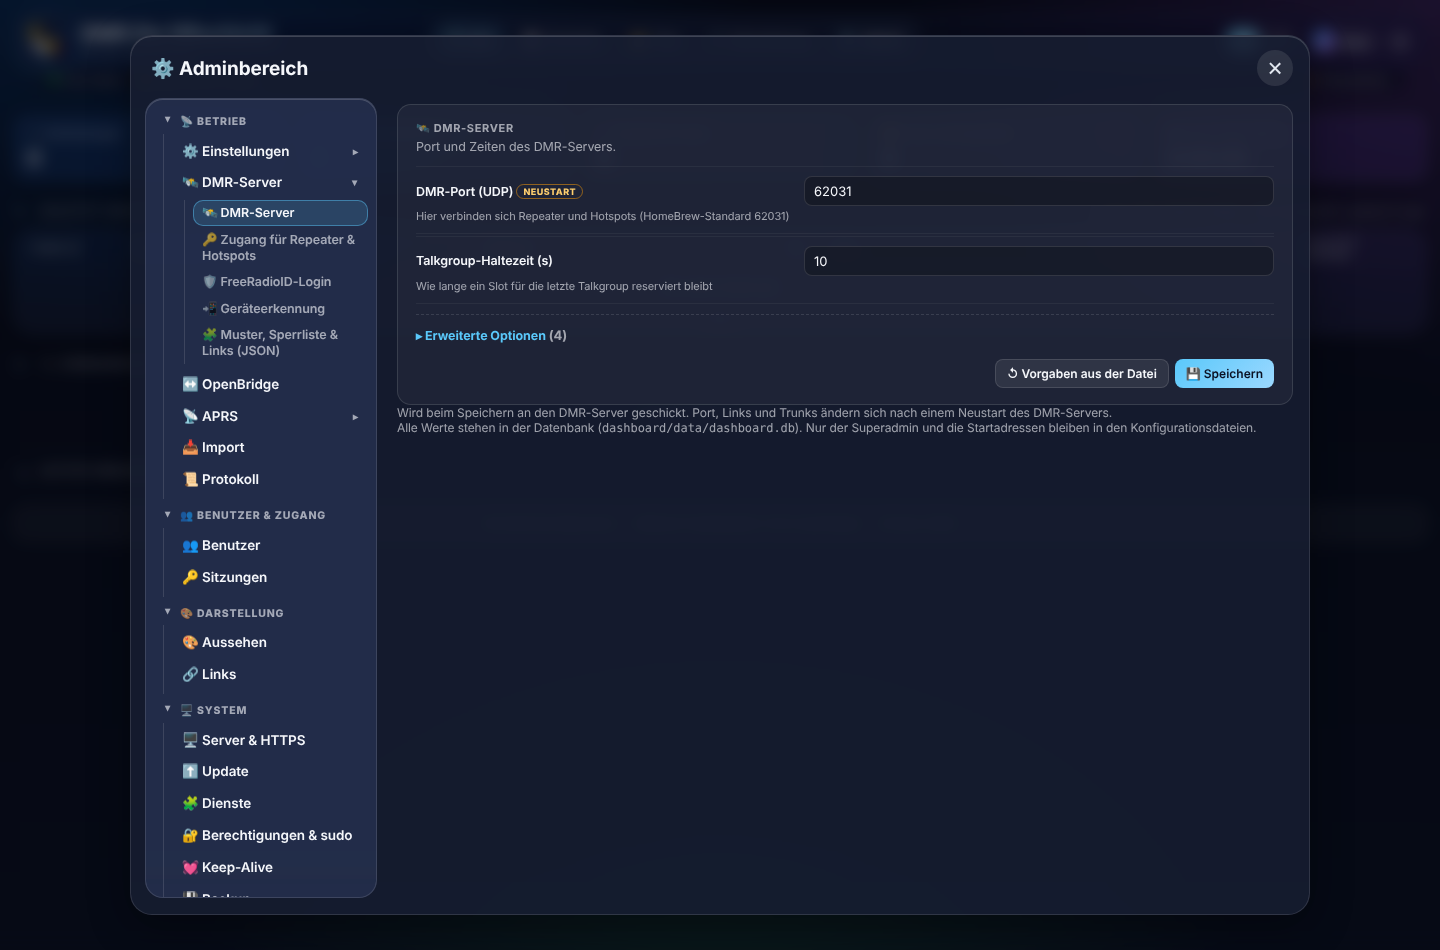 Adminbereich
BETRIEB
Einstellungen
DMR-Server
DMR-Server
Zugang für Repeater &
Hotspots
FreeRadioID-Login
Geräteerkennung
Muster, Sperrliste &
Links (JSON)
OpenBridge
APRS
Import
Protokoll
BENUTZER & ZUGANG
Benutzer
Sitzungen
DARSTELLUNG
Aussehen
Links
SYSTEM
Server & HTTPS
Update
Dienste
Berechtigungen & sudo
Keep-Alive
DMR-SERVER
Port und Zeiten des DMR-Servers.
DMR-Port (UDP) NEUSTART
62031
Hier verbinden sich Repeater und Hotspots (HomeBrew-Standard 62031)
Talkgroup-Haltezeit (s)
10
Wie lange ein Slot für die letzte Talkgroup reserviert bleibt
▸ Erweiterte Optionen (4)
Vorgaben aus der Datei
Speichern
Wird beim Speichern an den DMR-Server geschickt. Port, Links und Trunks ändern sich nach einem Neustart des DMR-Servers.
Alle Werte stehen in der Datenbank (dashboard/data/dashboard.db). Nur der Superadmin und die Startadressen bleiben in den Konfigurationsdateien.